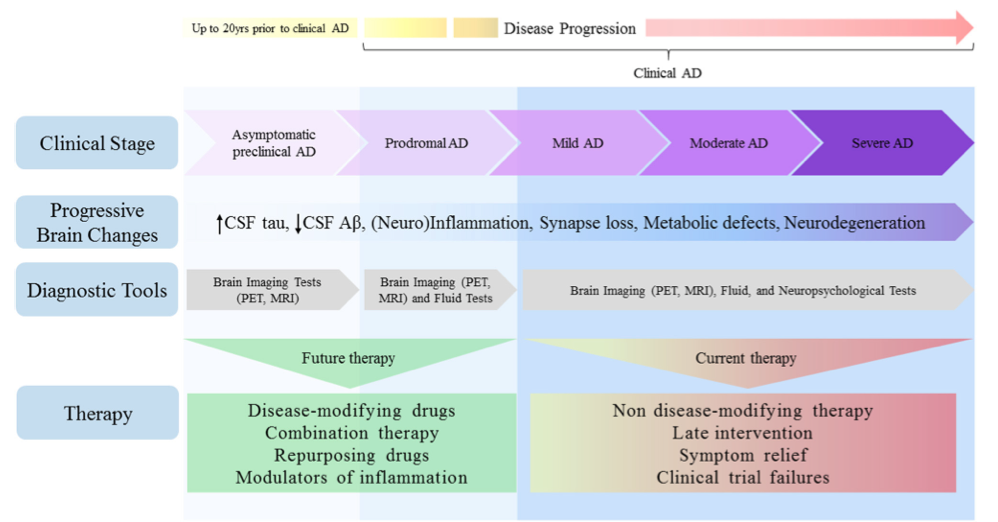 Up to 20yrs prior to clinical AD
Disease Progression
Clinical AD
Clinical Stage
Asymptomatic
preclinical AD
Prodromal AD
Mild AD
Moderate AD
Severe AD
Progressive
Brain Changes
↑CSF tau, ↓CSF Aβ, (Neuro)Inflammation, Synapse loss, Metabolic defects, Neurodegeneration
Diagnostic Tools
Brain Imaging Tests
(PET, MRI)
Brain Imaging (PET,
MRI) and Fluid Tests
Brain Imaging (PET, MRI), Fluid, and Neuropsychological Tests
Future therapy
Current therapy
Therapy
Disease-modifying drugs
Combination therapy
Repurposing drugs
Modulators of inflammation
Non disease-modifying therapy
Late intervention
Symptom relief
Clinical trial failures